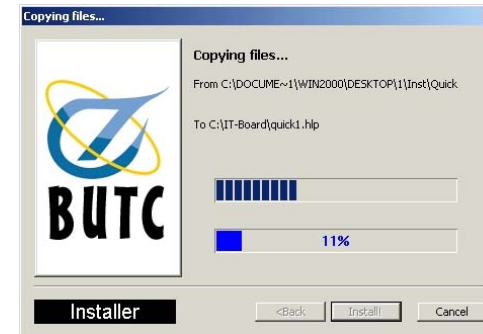 Copying files...
Copying files...
From C:\DOCUME~1\WIN2000\DESKTOP\1\Inst\Quick
To C:\IT-Board\quick1.hlp
BUTC
11%
Installer
<Back
Install!
Cancel